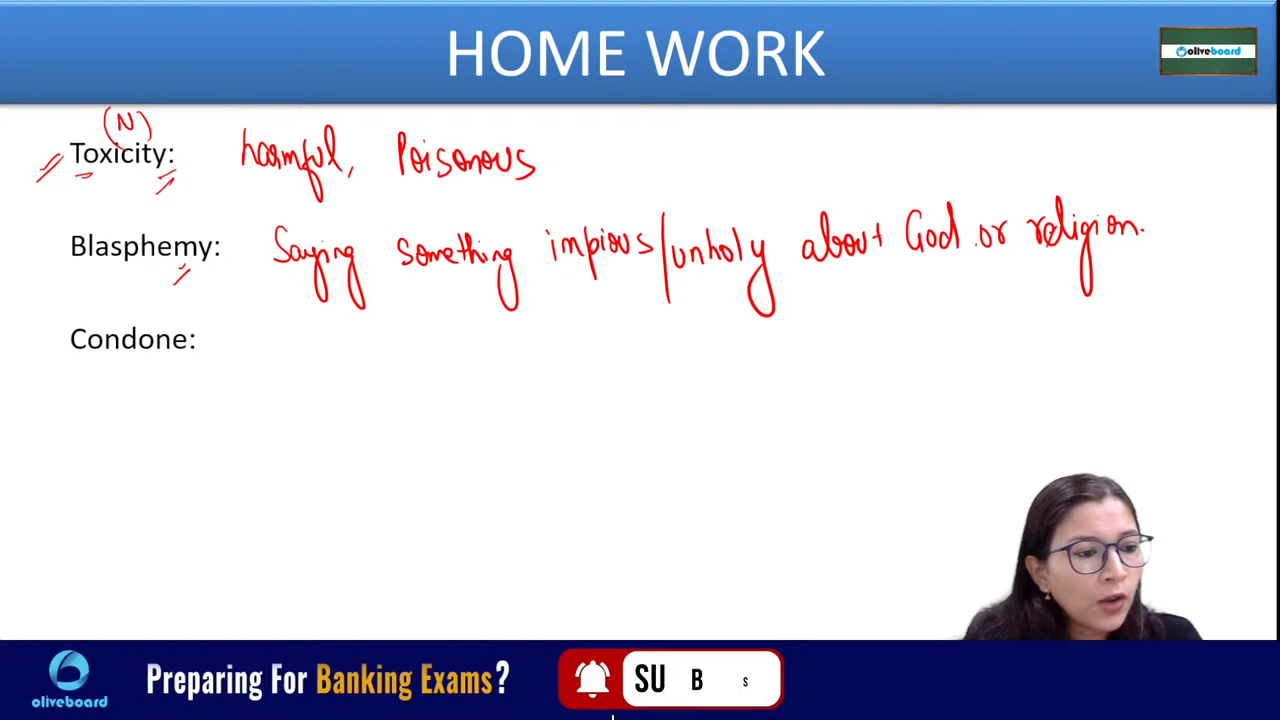 HOME WORK
oliveboard
(N)
Toxicity: harmful, Poisonous
Blasphemy: Saying something impious/unholy about God or religion.
Condone:
oliveboard
Preparing For Banking Exams?
SU B s